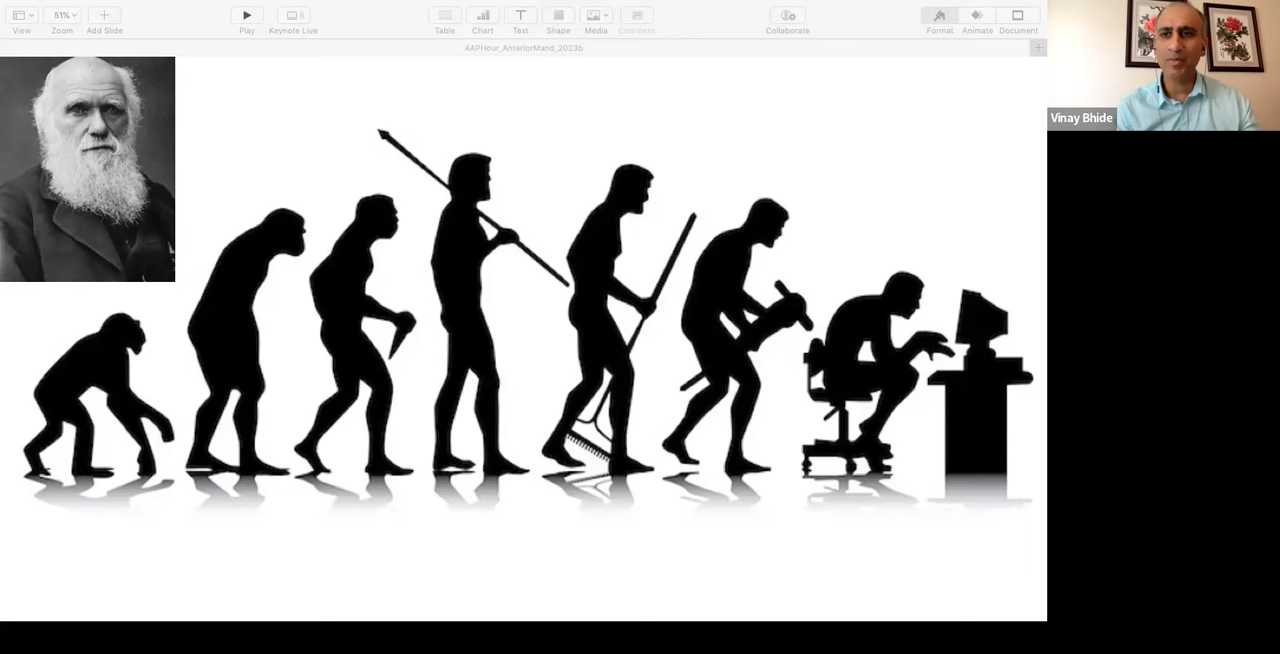 51%
View Zoom Add Slide Play Keynote Live Table Chart Text Shape Media Comment Collaborate Format Animate Document
AAPHour_AnteriorMand_2023b
Vinay Bhide